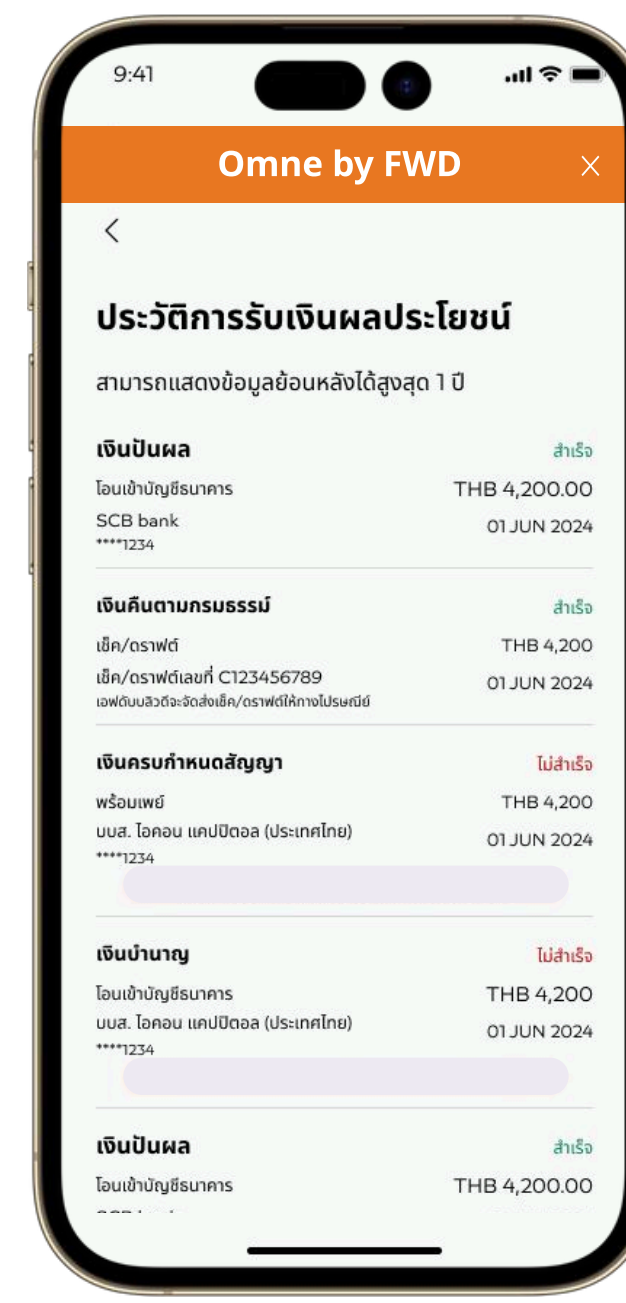 9:41
Omne by FWD
ประวัติการรับเงินผลประโยชน์
สามารถแสดงข้อมูลย้อนหลังได้สูงสุด 1 ปี
เงินปันผล สำเร็จ
โอนเข้าบัญชีธนาคาร THB 4,200.00
SCB bank 01 JUN 2024
****1234
เงินคืนตามกรมธรรม์ สำเร็จ
เช็ค/ดราฟต์ THB 4,200
เช็ค/ดราฟต์เลขที่ C123456789 01 JUN 2024
เอฟดับบลิวดีจะจัดส่งเช็ค/ดราฟต์ให้ทางไปรษณีย์
เงินครบกำหนดสัญญา ไม่สำเร็จ
พร้อมเพย์ THB 4,200
บบส. ไอคอน แคปปิตอล (ประเทศไทย) 01 JUN 2024
****1234
เงินบำนาญ ไม่สำเร็จ
โอนเข้าบัญชีธนาคาร THB 4,200
บบส. ไอคอน แคปปิตอล (ประเทศไทย) 01 JUN 2024
****1234
เงินปันผล สำเร็จ
โอนเข้าบัญชีธนาคาร THB 4,200.00